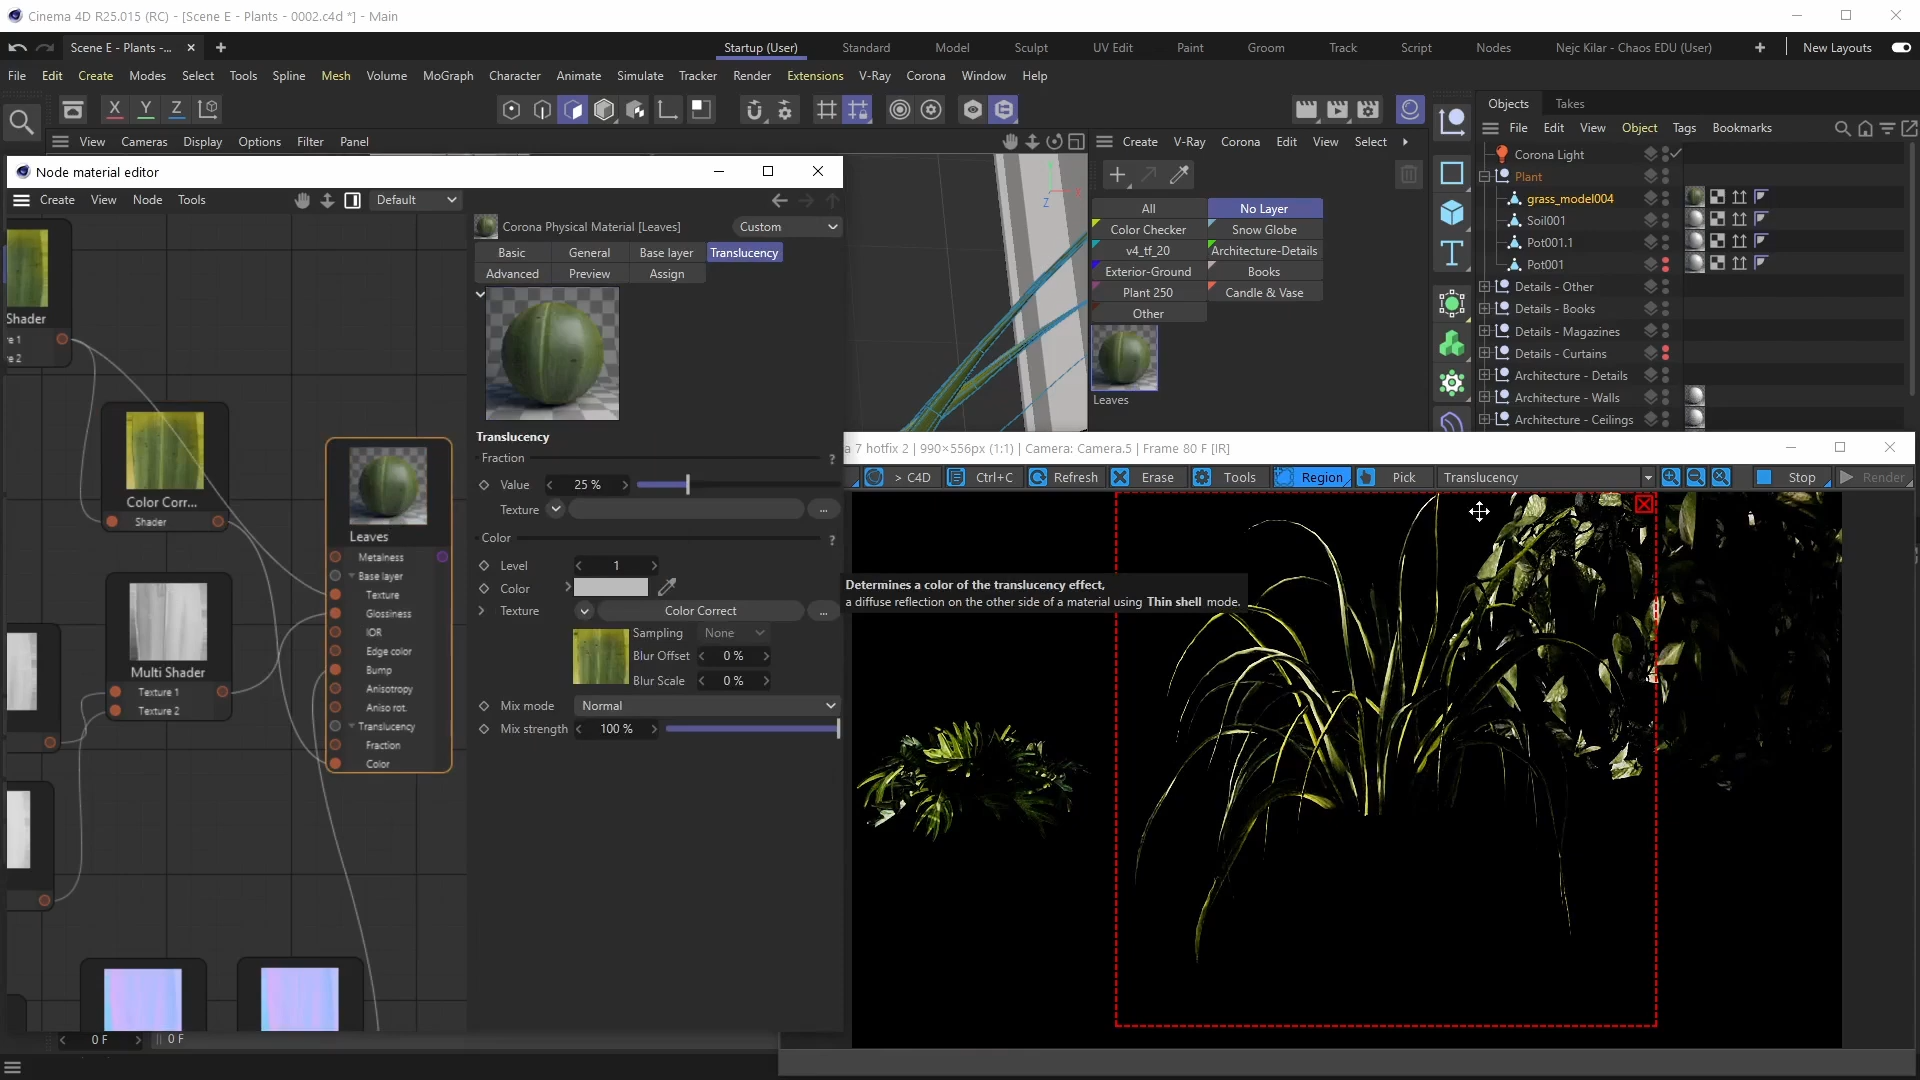 Cinema 4D R25.015 (RC) - [Scene E - Plants - 0002.c4d *] - Main
Scene E - Plants -... × +
Startup (User) Standard Model Sculpt UV Edit Paint Groom Track Script Nodes Nejc Kilar - Chaos EDU (User) + New Layouts
File Edit Create Modes Select Tools Spline Mesh Volume MoGraph Character Animate Simulate Tracker Render Extensions V-Ray Corona Window Help
X Y Z
Objects Takes
File Edit View Object Tags Bookmarks
View Cameras Display Options Filter Panel
Create V-Ray Corona Edit View Select
Node material editor
Create View Node Tools Default
Corona Physical Material [Leaves] Custom
Basic General Base layer Translucency
Advanced Preview Assign
Translucency
Fraction ?
Value 25 %
Texture ...
Color ?
Level 1
Color
Texture Color Correct ...
Sampling None
Blur Offset 0 %
Blur Scale 0 %
Mix mode Normal
Mix strength 100 %
Shader
e 1
e 2
Color Corr...
Shader
Multi Shader
Texture 1
Texture 2
Leaves
Metalness
Base layer
Texture
Glossiness
IOR
Edge color
Bump
Anisotropy
Aniso rot.
Translucency
Fraction
Color
0 F 0 F
Z
All No Layer
Color Checker Snow Globe
v4_tf_20 Architecture-Details
Exterior-Ground Books
Plant 250 Candle & Vase
Other
Leaves
Corona Light
Plant
grass_model004
Soil001
Pot001.1
Pot001
Details - Other
Details - Books
Details - Magazines
Details - Curtains
Architecture - Details
Architecture - Walls
Architecture - Ceilings
a 7 hotfix 2 | 990×556px (1:1) | Camera: Camera.5 | Frame 80 F [IR]
> C4D Ctrl+C Refresh Erase Tools Region Pick Translucency Stop Render
Determines a color of the translucency effect,
a diffuse reflection on the other side of a material using Thin shell mode.